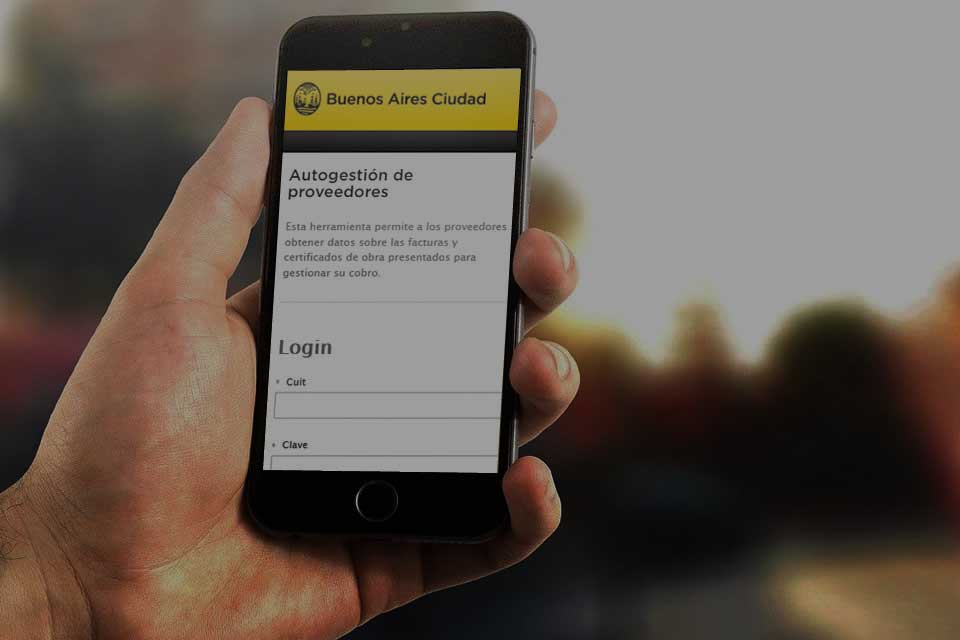 Buenos Aires Ciudad
Autogestión de
proveedores
Esta herramienta permite a los proveedores
obtener datos sobre las facturas y
certificados de obra presentados para
gestionar su cobro.
Login
* Cuit
* Clave